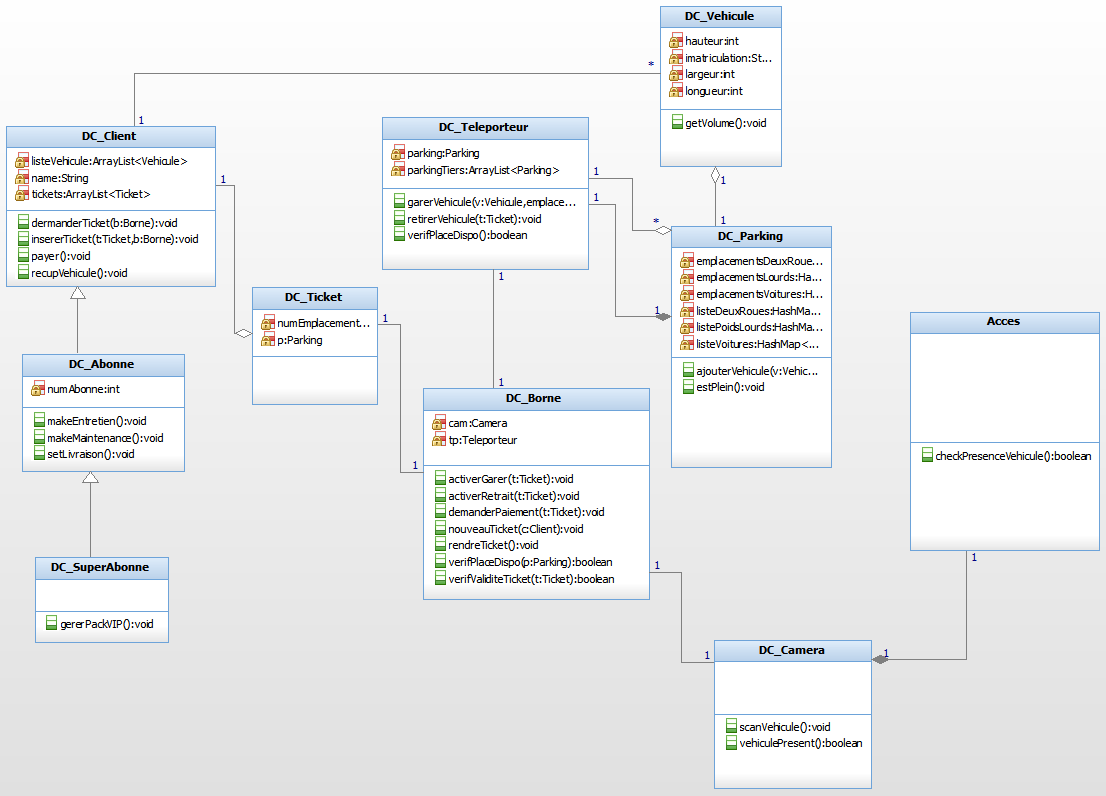 DC_Vehicule
hauteur:int
imatriculation:St...
largeur:int
longueur:int
getVolume():void
*
1
1
1
DC_Client
listeVehicule:ArrayList<Vehicule>
name:String
tickets:ArrayList<Ticket>
dermanderTicket(b:Borne):void
insererTicket(t:Ticket,b:Borne):void
payer():void
recupVehicule():void
1
DC_Teleporteur
parking:Parking
parkingTiers:ArrayList<Parking>
garerVehicule(v:Vehicule,emplace...
retirerVehicule(t:Ticket):void
verifPlaceDispo():boolean
1
1
*
1
1
1
DC_Parking
emplacementsDeuxRoue...
emplacementsLourds:Ha...
emplacementsVoitures:H...
listeDeuxRoues:HashMa...
listePoidsLourds:HashMa...
listeVoitures:HashMap<...
ajouterVehicule(v:Vehic...
estPlein():void
DC_Ticket
numEmplacement...
p:Parking
1
1
DC_Abonne
numAbonne:int
makeEntretien():void
makeMaintenance():void
setLivraison():void
DC_Borne
cam:Camera
tp:Teleporteur
activerGarer(t:Ticket):void
activerRetrait(t:Ticket):void
demanderPaiement(t:Ticket):void
nouveauTicket(c:Client):void
rendreTicket():void
verifPlaceDispo(p:Parking):boolean
verifValiditeTicket(t:Ticket):boolean
1
1
Acces
checkPresenceVehicule():boolean
1
1
DC_SuperAbonne
gererPackVIP():void
DC_Camera
scanVehicule():void
vehiculePresent():boolean